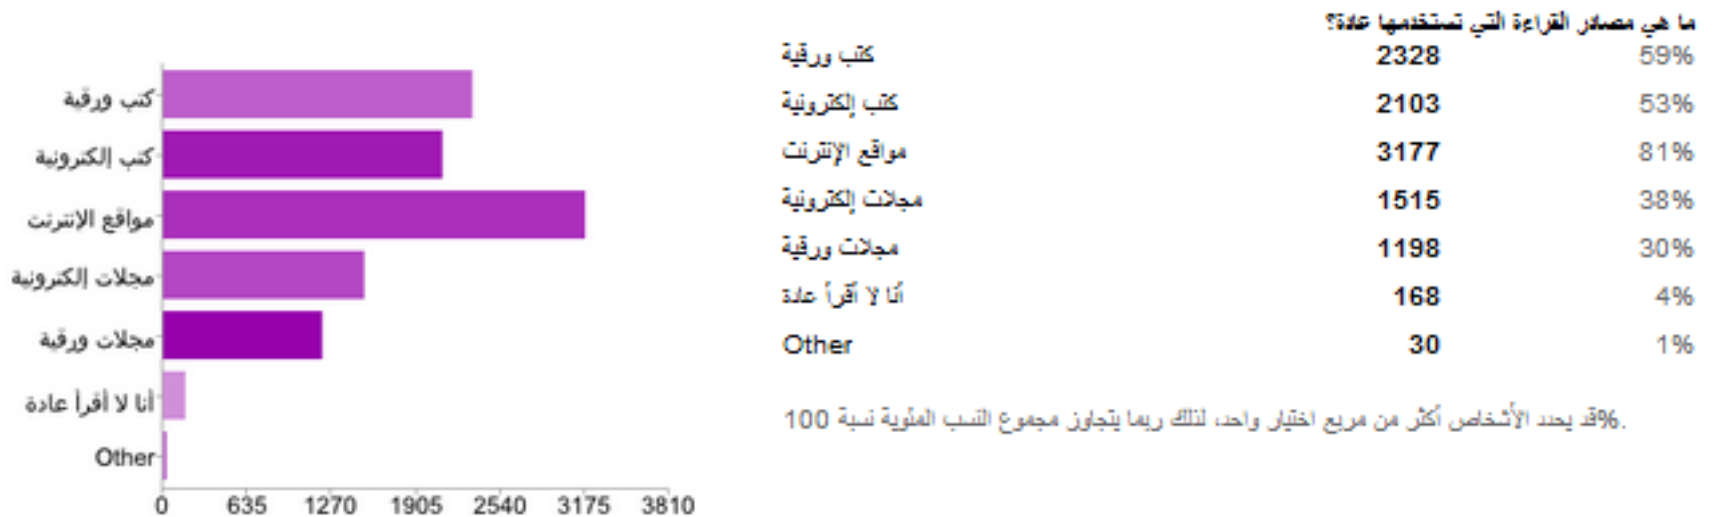 كتب ورقية
كتب إلكترونية
مواقع الانترنت
مجلات إلكترونية
مجلات ورقية
أنا لا أقرأ عادة
Other
0 635 1270 1905 2540 3175 3810
ما هي مصادر القراءة التي تستخدمها عادة؟
كتب ورقية 2328 59%
كتب إلكترونية 2103 53%
مواقع الإنترنت 3177 81%
مجلات إلكترونية 1515 38%
مجلات ورقية 1198 30%
أنا لا أقرأ عادة 168 4%
Other 30 1%
قد يحدد الأشخاص أكثر من مربع اختيار واحد، لذلك ربما يتجاوز مجموع النسب المئوية نسبة 100%.